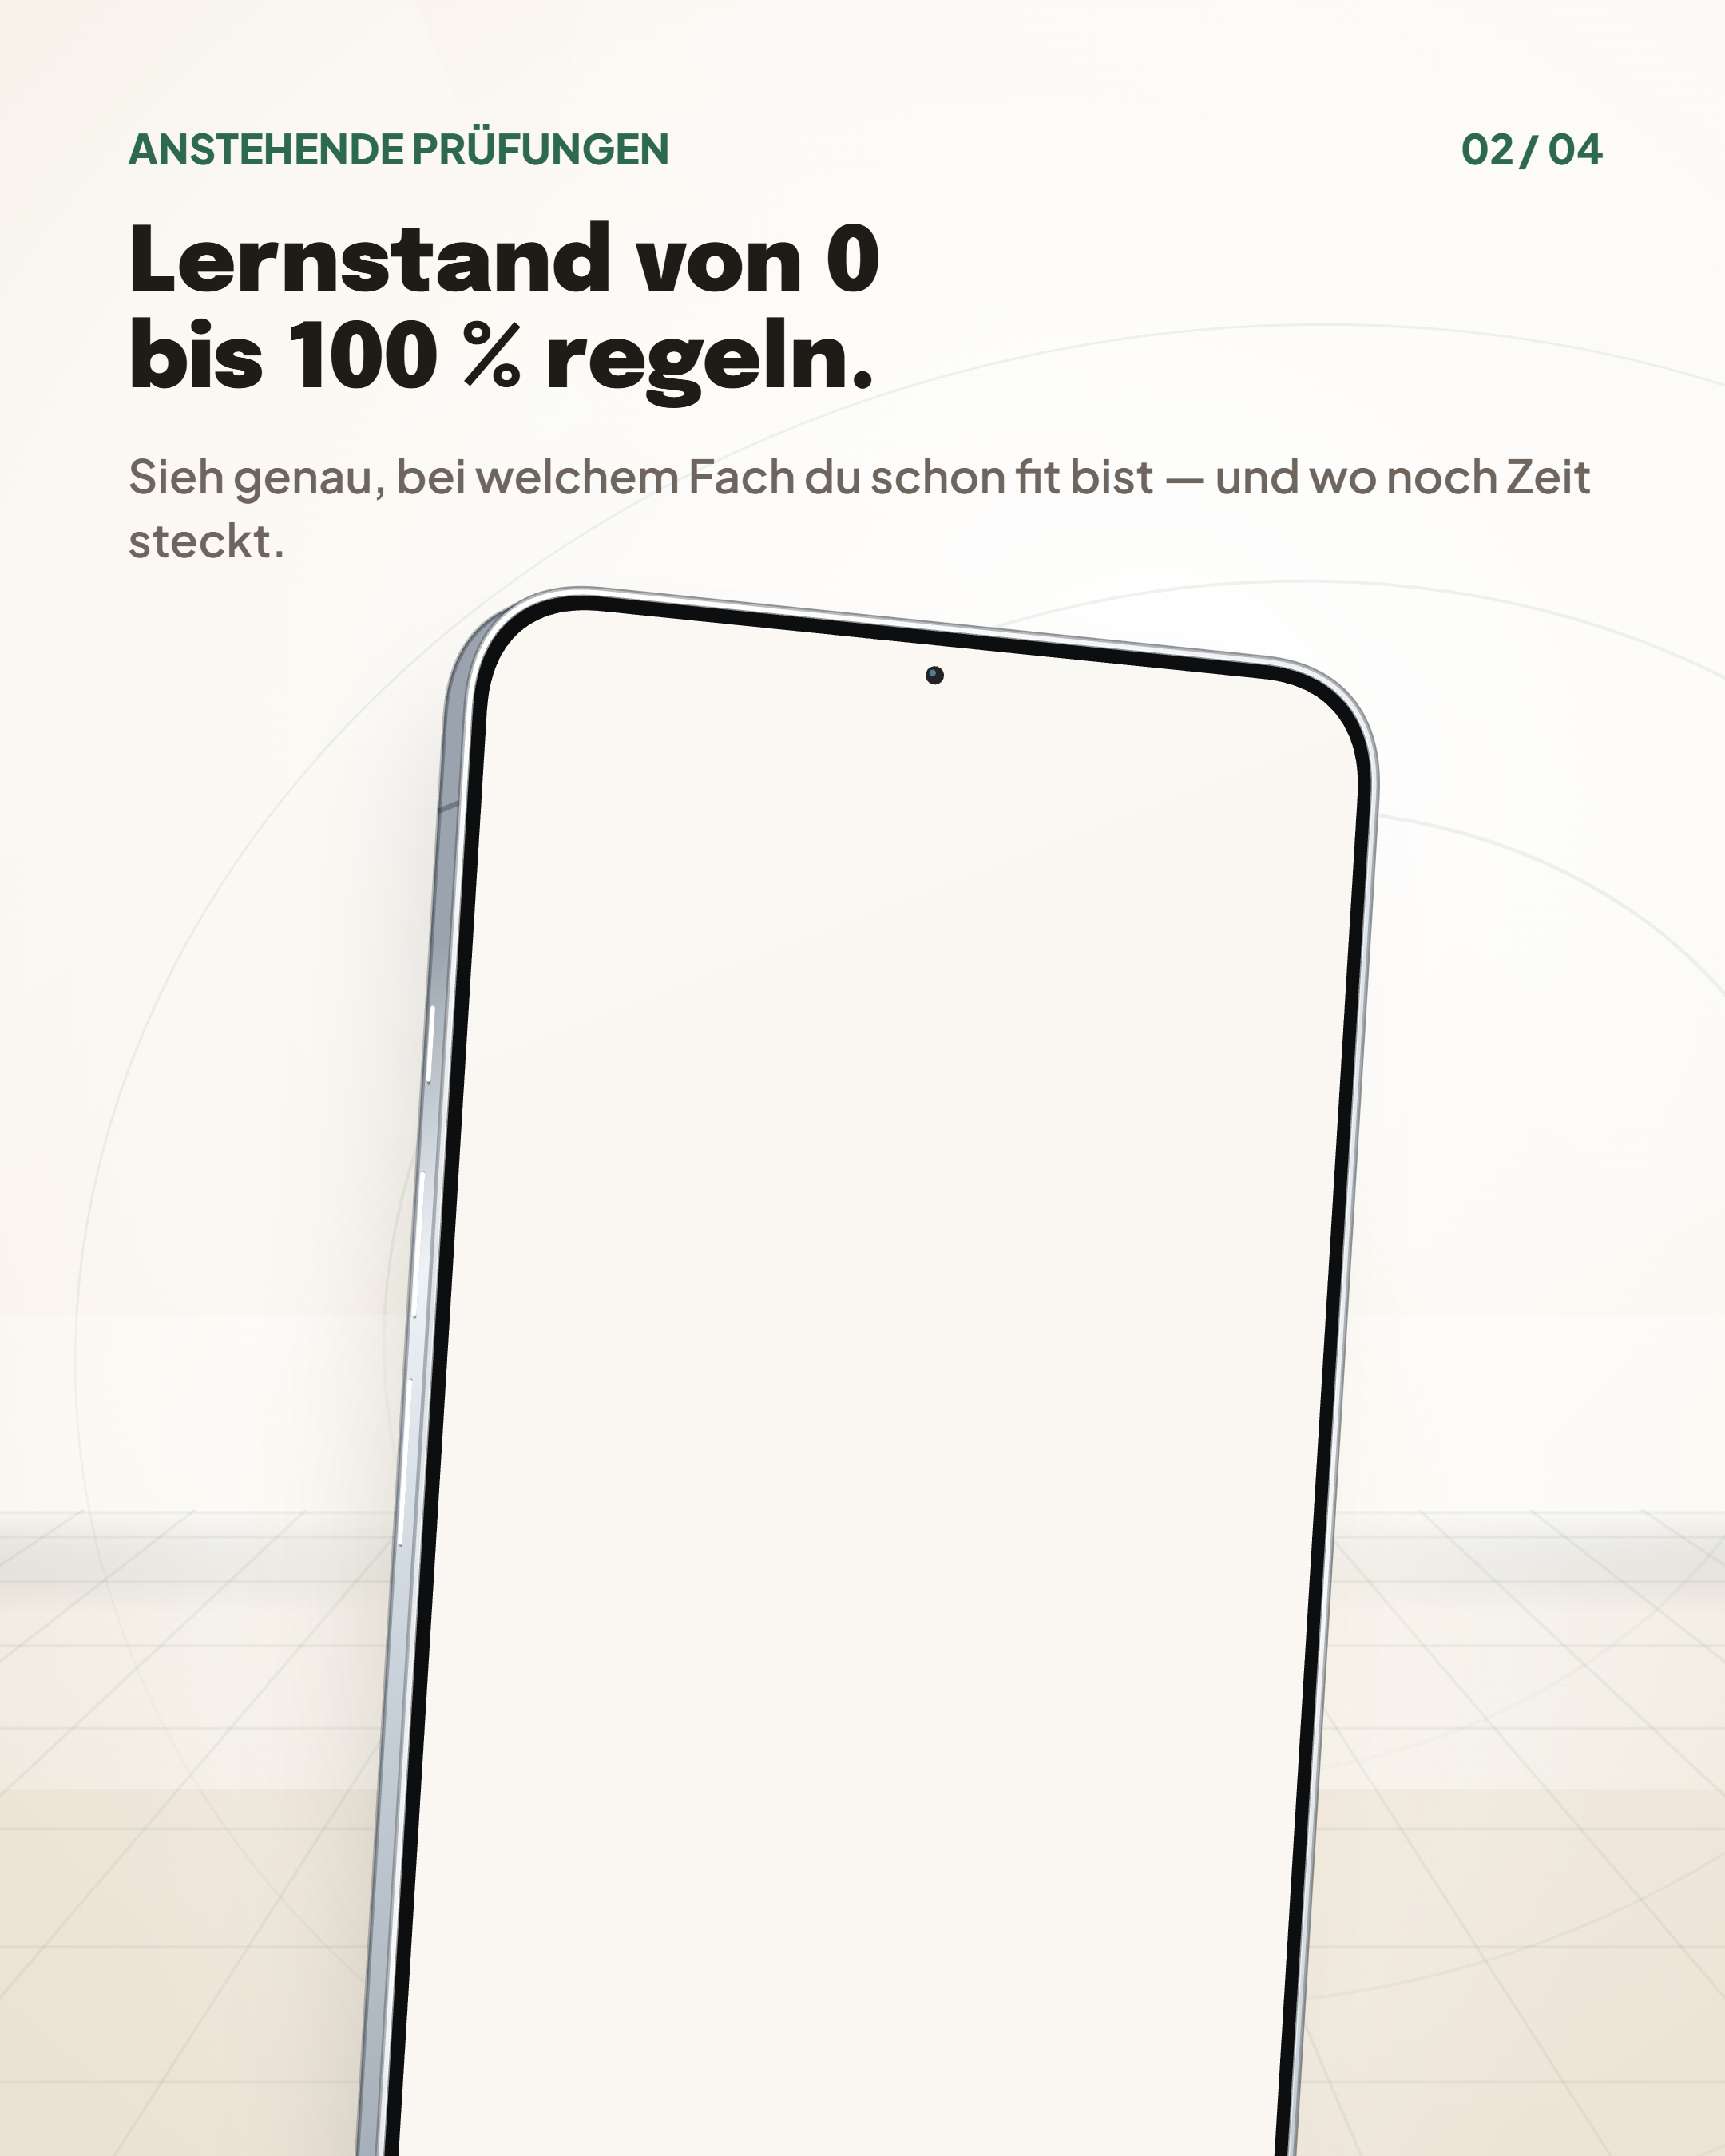 ANSTEHENDE PRÜFUNGEN
02 / 04
Lernstand von 0
bis 100 % regeln.
Sieh genau, bei welchem Fach du schon fit bist — und wo noch Zeit
steckt.